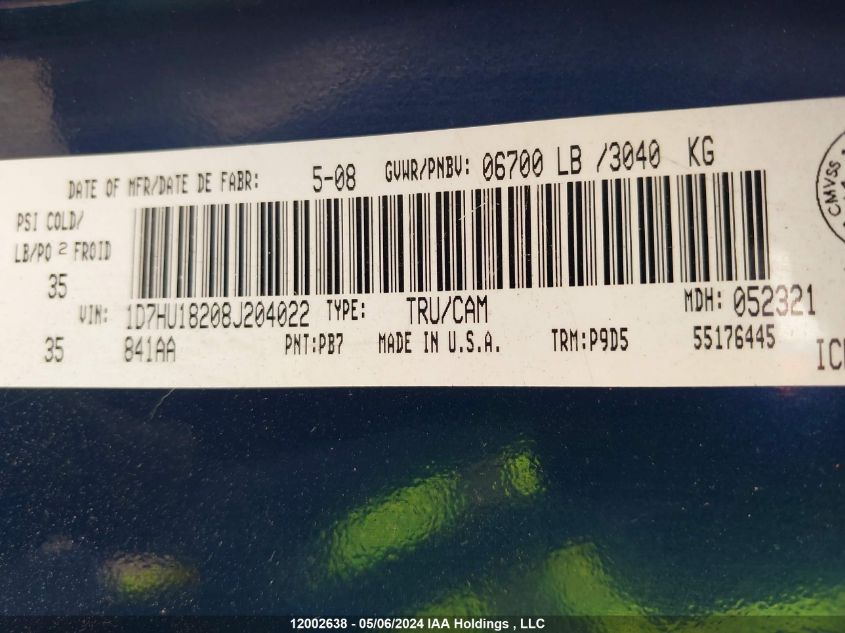 DATE OF MFR/DATE DE FABR: 5-08 GVWR/PNBV: 06700 LB /3040 KG
PSI COLD/
LB/PO 2 FROID
35
VIN: 1D7HU18208J204022 TYPE: TRU/CAM MDH: 052321
35 841AA PNT:PB7 MADE IN U.S.A. TRM:P9D5 55176445
CMVSS
12002638 - 05/06/2024 IAA Holdings , LLC